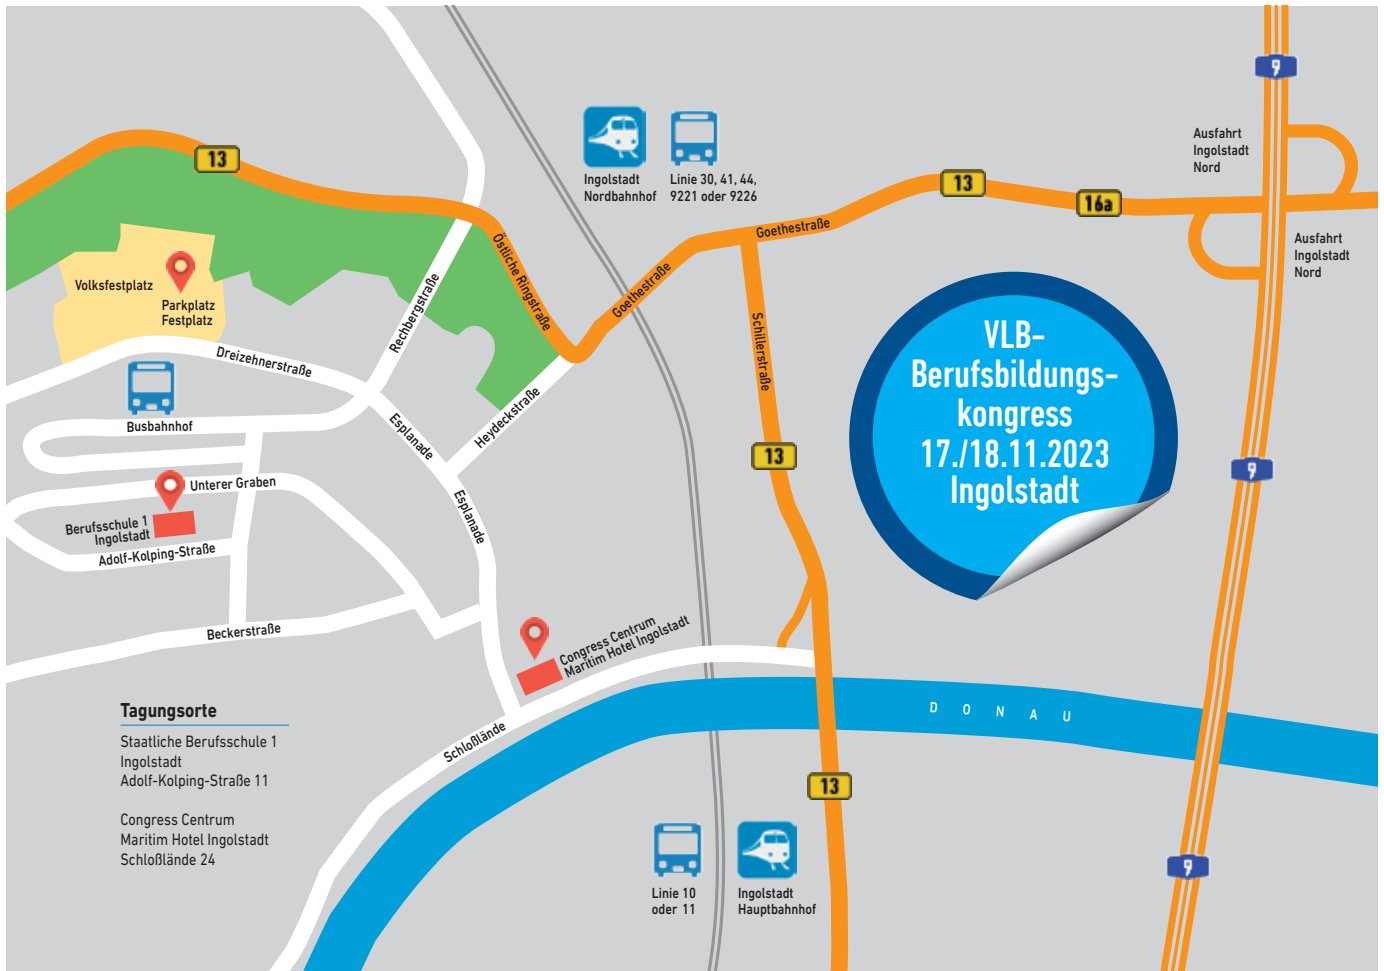 9
Ausfahrt
Ingolstadt
Nord
13
Ingolstadt
Nordbahnhof
Linie 30, 41, 44,
9221 oder 9226
13
16a
Goethestraße
Östliche Ringstraße
Ausfahrt
Ingolstadt
Nord
Volksfestplatz
Parkplatz
Festplatz
Rechbergstraße
Goethestraße
Schillerstraße
VLB-
Berufsbildungs-
kongress
17./18.11.2023
Ingolstadt
Dreizehnerstraße
Heydeckstraße
Esplanade
Busbahnhof
13
9
Unterer Graben
Esplanade
Berufsschule 1
Ingolstadt
Adolf-Kolping-Straße
Beckerstraße
Congress Centrum
Maritim Hotel Ingolstadt
DONAU
Schloßlände
Tagungsorte
Staatliche Berufsschule 1
Ingolstadt
Adolf-Kolping-Straße 11
Congress Centrum
Maritim Hotel Ingolstadt
Schloßlände 24
13
9
Linie 10
oder 11
Ingolstadt
Hauptbahnhof